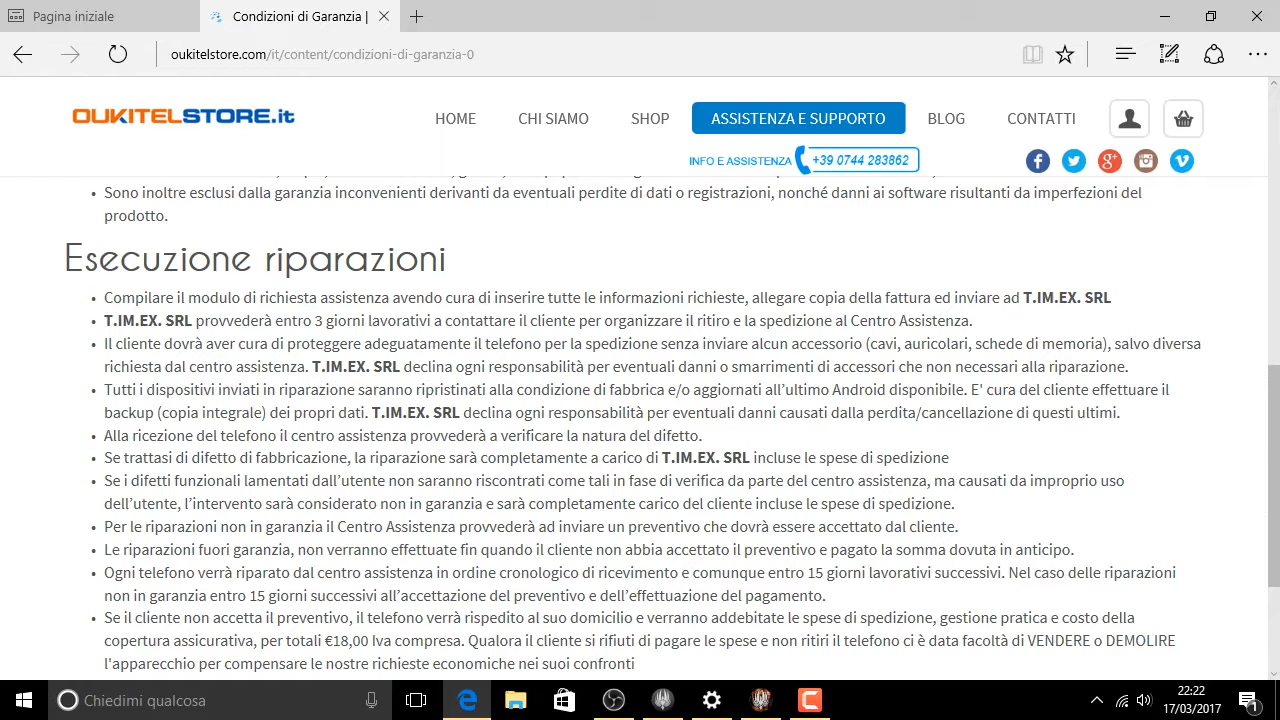 Pagina iniziale
Condizioni di Garanzia |
oukitelstore.com/it/content/condizioni-di-garanzia-0
OUKITELSTORE.it
HOME
CHI SIAMO
SHOP
ASSISTENZA E SUPPORTO
BLOG
CONTATTI
INFO E ASSISTENZA
+39 0744 283862
• Sono inoltre esclusi dalla garanzia inconvenienti derivanti da eventuali perdite di dati o registrazioni, nonché danni ai software risultanti da imperfezioni del
prodotto.
Esecuzione riparazioni
• Compilare il modulo di richiesta assistenza avendo cura di inserire tutte le informazioni richieste, allegare copia della fattura ed inviare ad T.IM.EX. SRL
• T.IM.EX. SRL provvederà entro 3 giorni lavorativi a contattare il cliente per organizzare il ritiro e la spedizione al Centro Assistenza.
• Il cliente dovrà aver cura di proteggere adeguatamente il telefono per la spedizione senza inviare alcun accessorio (cavi, auricolari, schede di memoria), salvo diversa
richiesta dal centro assistenza. T.IM.EX. SRL declina ogni responsabilità per eventuali danni o smarrimenti di accessori che non necessari alla riparazione.
• Tutti i dispositivi inviati in riparazione saranno ripristinati alla condizione di fabbrica e/o aggiornati all'ultimo Android disponibile. E' cura del cliente effettuare il
backup (copia integrale) dei propri dati. T.IM.EX. SRL declina ogni responsabilità per eventuali danni causati dalla perdita/cancellazione di questi ultimi.
• Alla ricezione del telefono il centro assistenza provvederà a verificare la natura del difetto.
• Se trattasi di difetto di fabbricazione, la riparazione sarà completamente a carico di T.IM.EX. SRL incluse le spese di spedizione
• Se i difetti funzionali lamentati dall'utente non saranno riscontrati come tali in fase di verifica da parte del centro assistenza, ma causati da improprio uso
dell'utente, l'intervento sarà considerato non in garanzia e sarà completamente carico del cliente incluse le spese di spedizione.
• Per le riparazioni non in garanzia il Centro Assistenza provvederà ad inviare un preventivo che dovrà essere accettato dal cliente.
• Le riparazioni fuori garanzia, non verranno effettuate fin quando il cliente non abbia accettato il preventivo e pagato la somma dovuta in anticipo.
• Ogni telefono verrà riparato dal centro assistenza in ordine cronologico di ricevimento e comunque entro 15 giorni lavorativi successivi. Nel caso delle riparazioni
non in garanzia entro 15 giorni successivi all'accettazione del preventivo e dell'effettuazione del pagamento.
• Se il cliente non accetta il preventivo, il telefono verrà rispedito al suo domicilio e verranno addebitate le spese di spedizione, gestione pratica e costo della
copertura assicurativa, per totali €18,00 Iva compresa. Qualora il cliente si rifiuti di pagare le spese e non ritiri il telefono ci è data facoltà di VENDERE o DEMOLIRE
l'apparecchio per compensare le nostre richieste economiche nei suoi confronti
Chiedimi qualcosa
22:22
17/03/2017
1